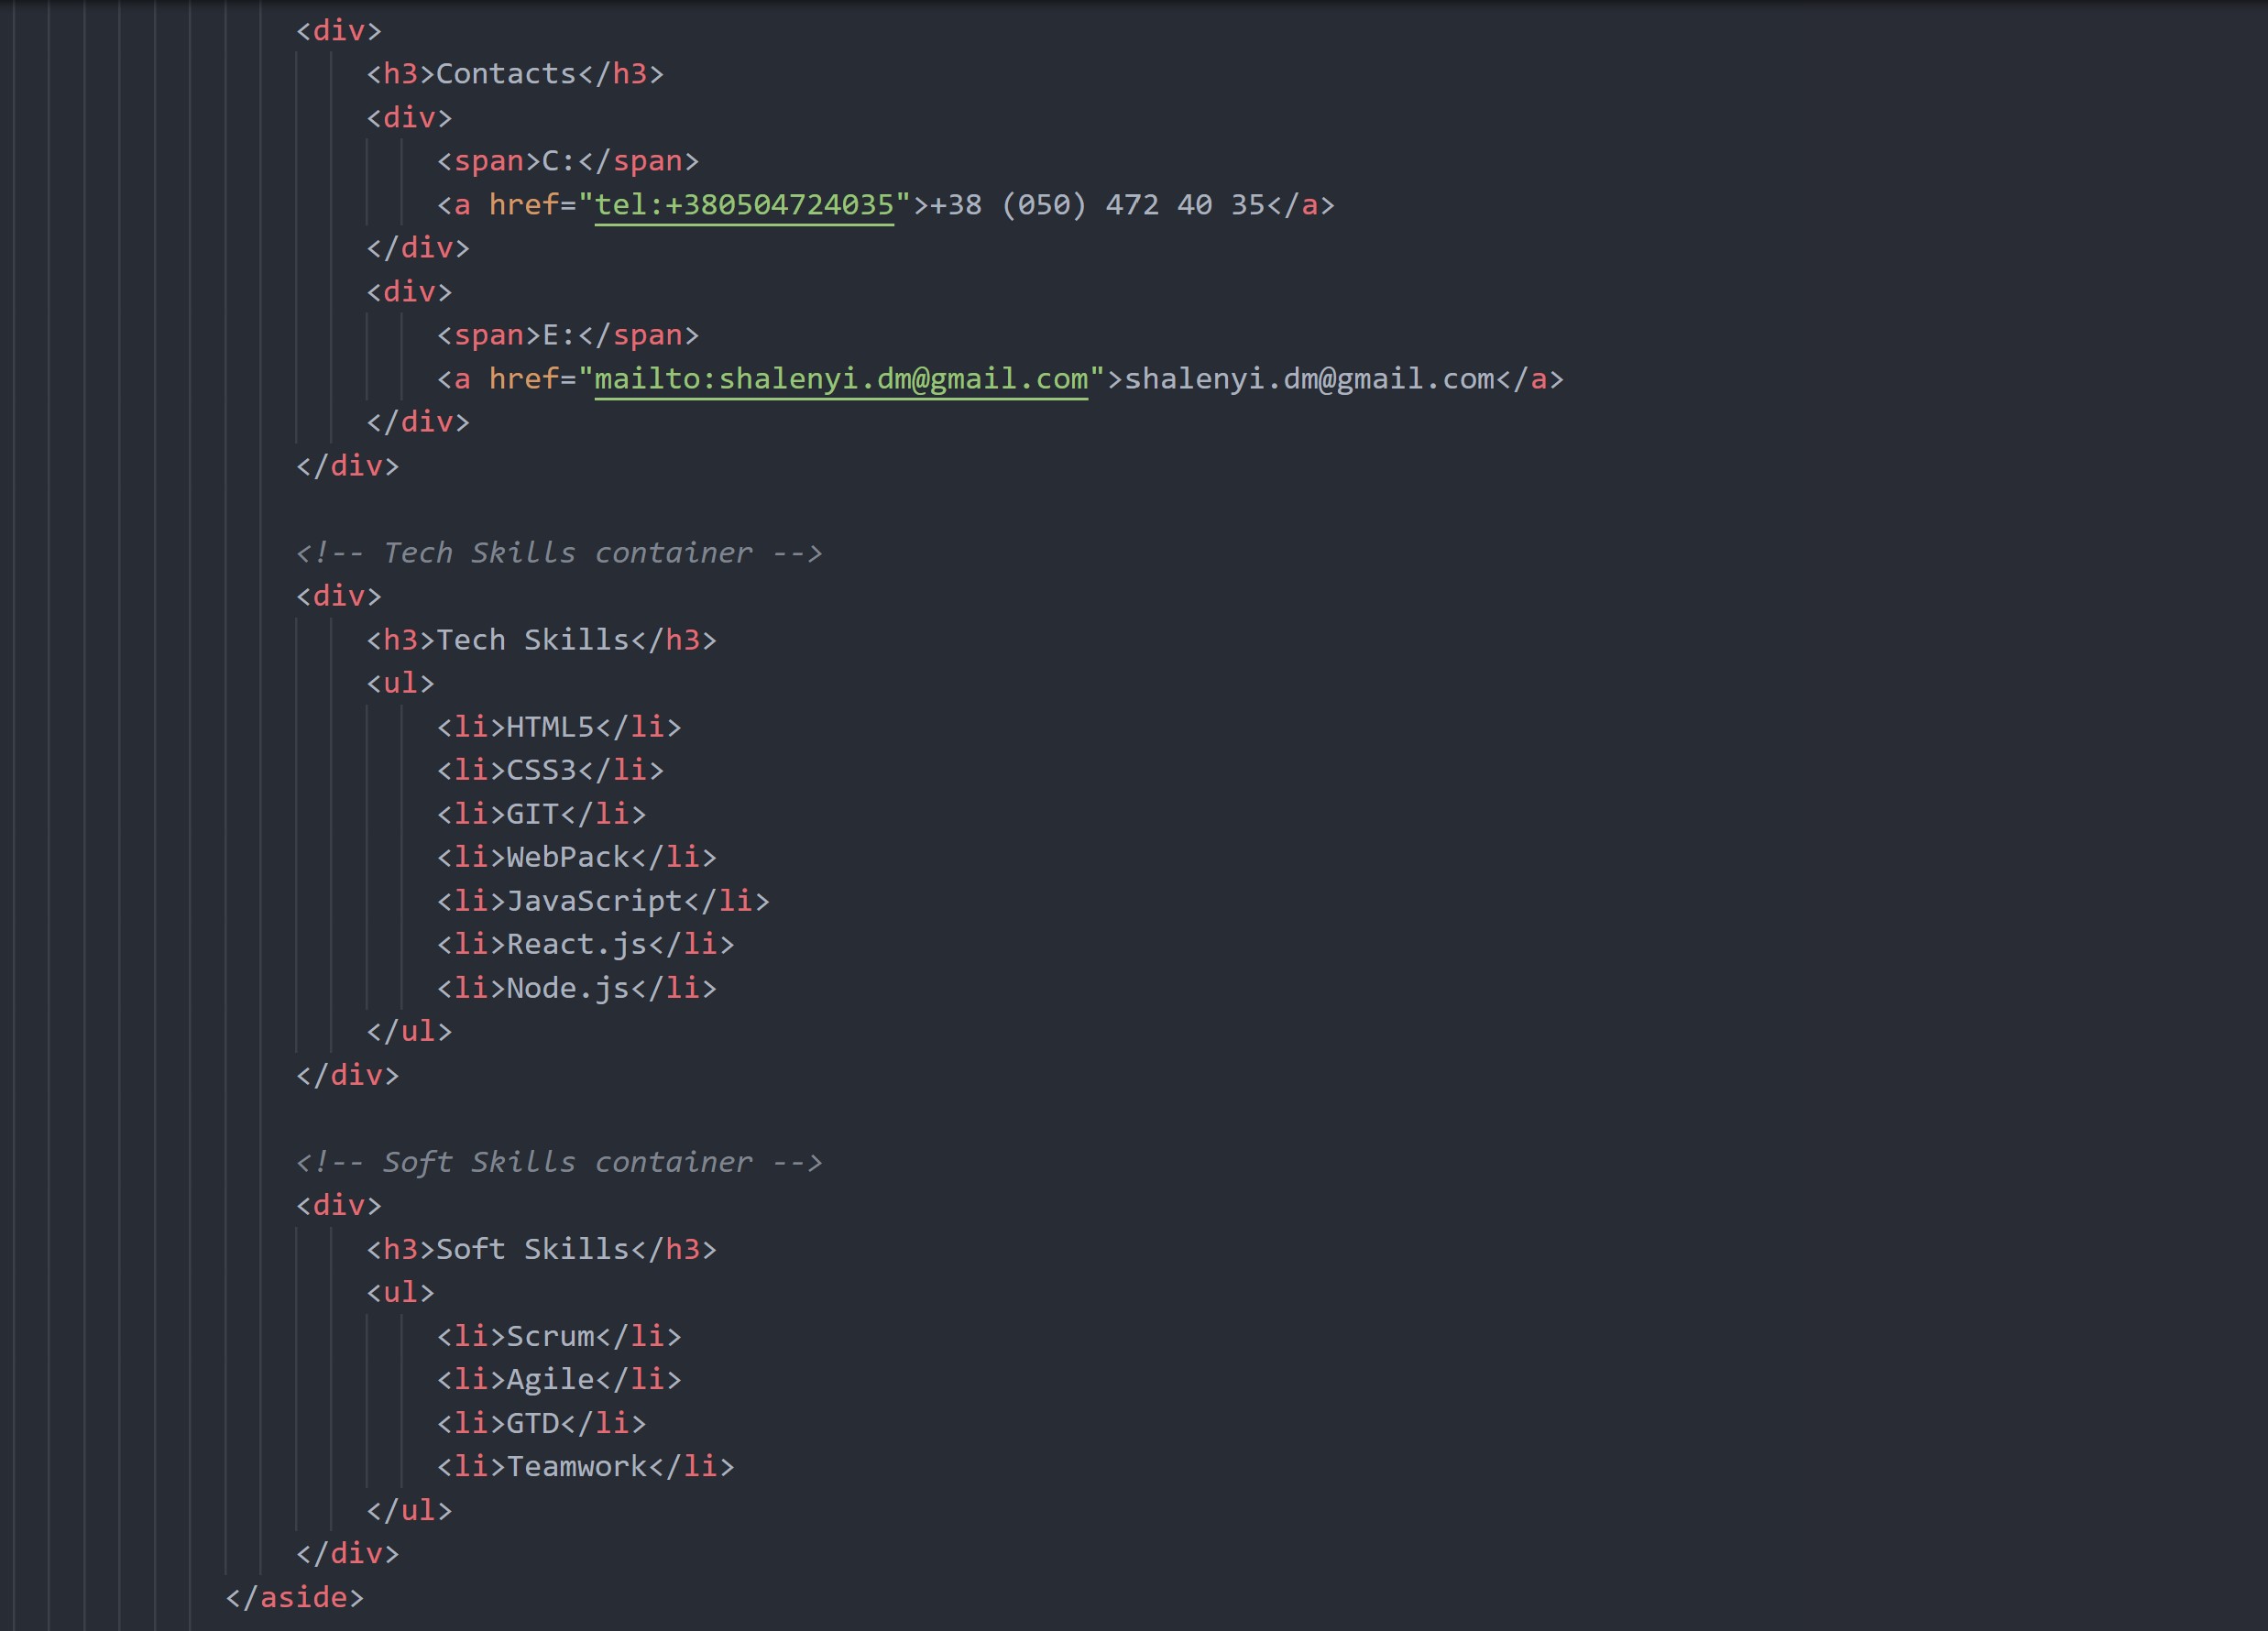 <div>
<h3>Contacts</h3>
<div>
<span>C:</span>
<a href="tel:+380504724035">+38 (050) 472 40 35</a>
</div>
<div>
<span>E:</span>
<a href="mailto:shalenyi.dm@gmail.com">shalenyi.dm@gmail.com</a>
</div>
</div>
<!-- Tech Skills container -->
<div>
<h3>Tech Skills</h3>
<ul>
<li>HTML5</li>
<li>CSS3</li>
<li>GIT</li>
<li>WebPack</li>
<li>JavaScript</li>
<li>React.js</li>
<li>Node.js</li>
</ul>
</div>
<!-- Soft Skills container -->
<div>
<h3>Soft Skills</h3>
<ul>
<li>Scrum</li>
<li>Agile</li>
<li>GTD</li>
<li>Teamwork</li>
</ul>
</div>
</aside>